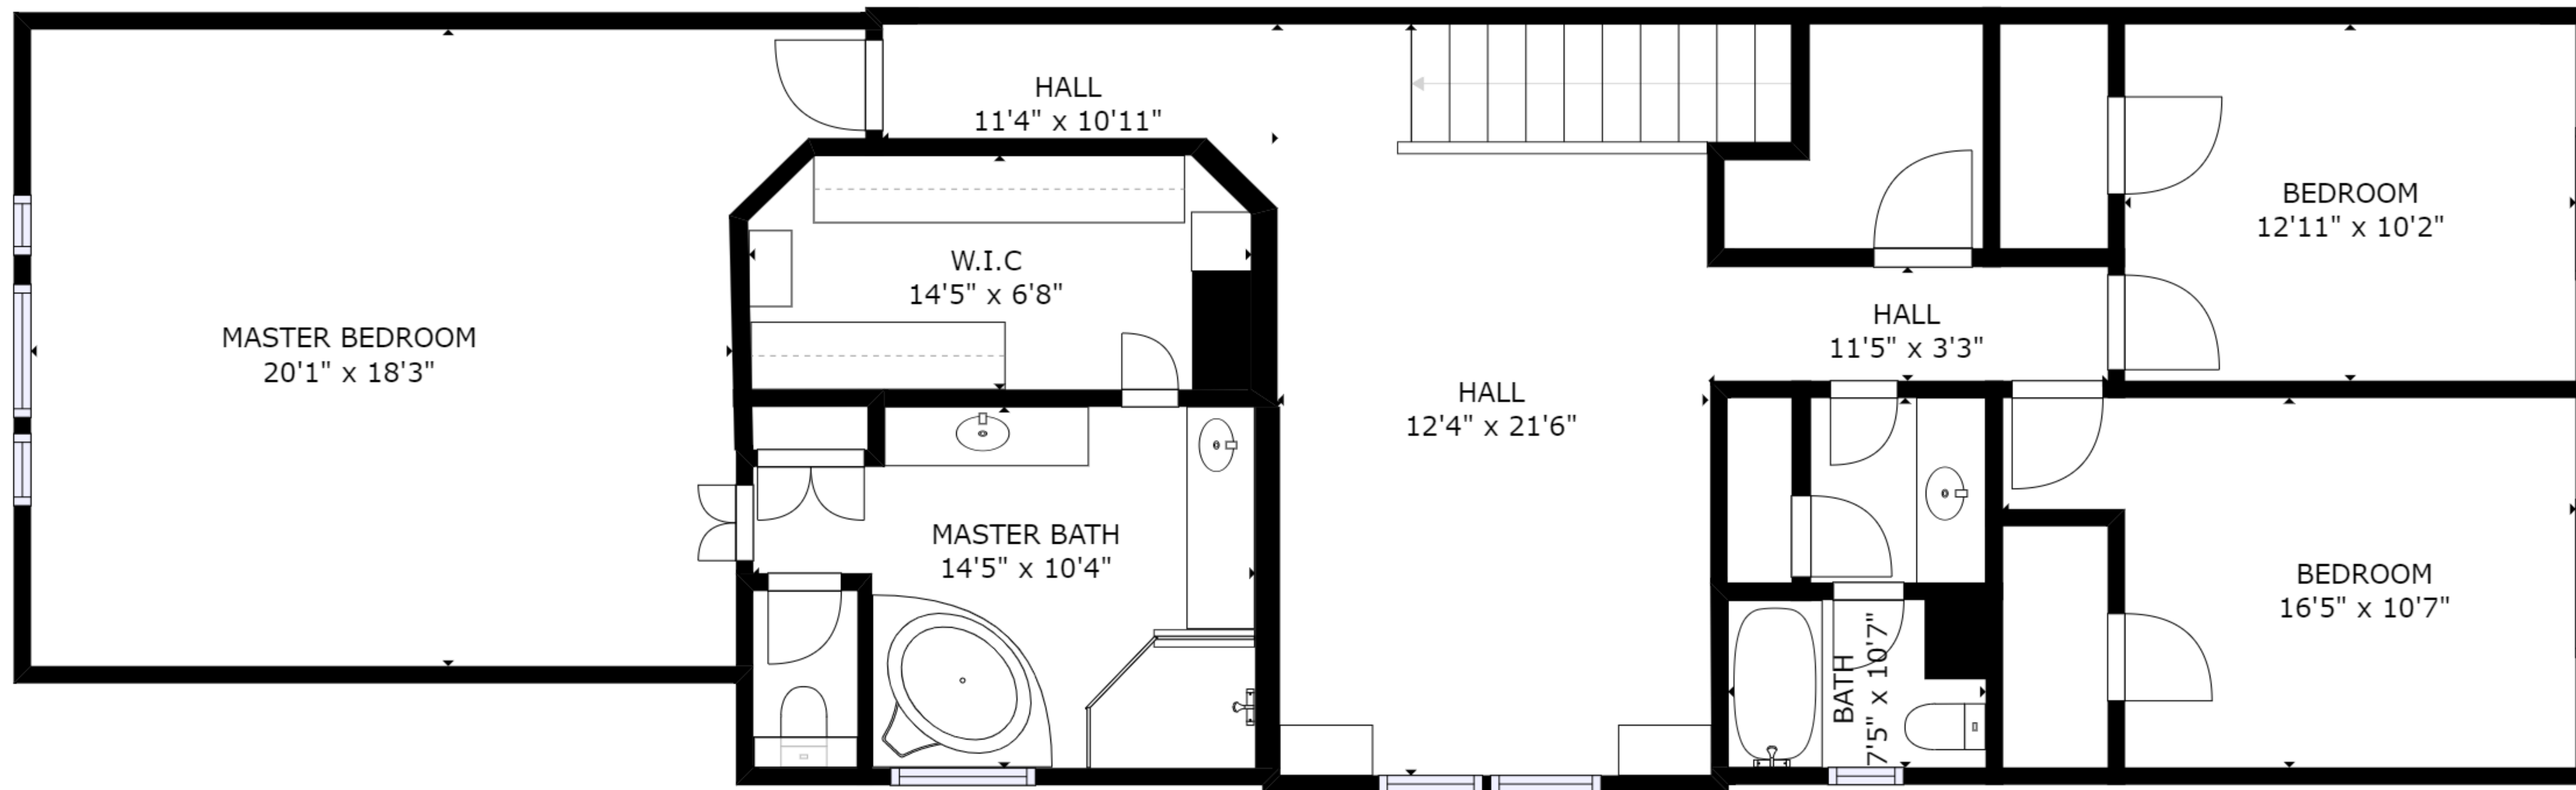 HALL
11'4" x 10'11"
BEDROOM
12'11" x 10'2"
W.I.C
14'5" x 6'8"
MASTER BEDROOM
20'1" x 18'3"
HALL
11'5" x 3'3"
HALL
12'4" x 21'6"
MASTER BATH
14'5" x 10'4"
BEDROOM
16'5" x 10'7"
BATH
7'5" x 10'7"